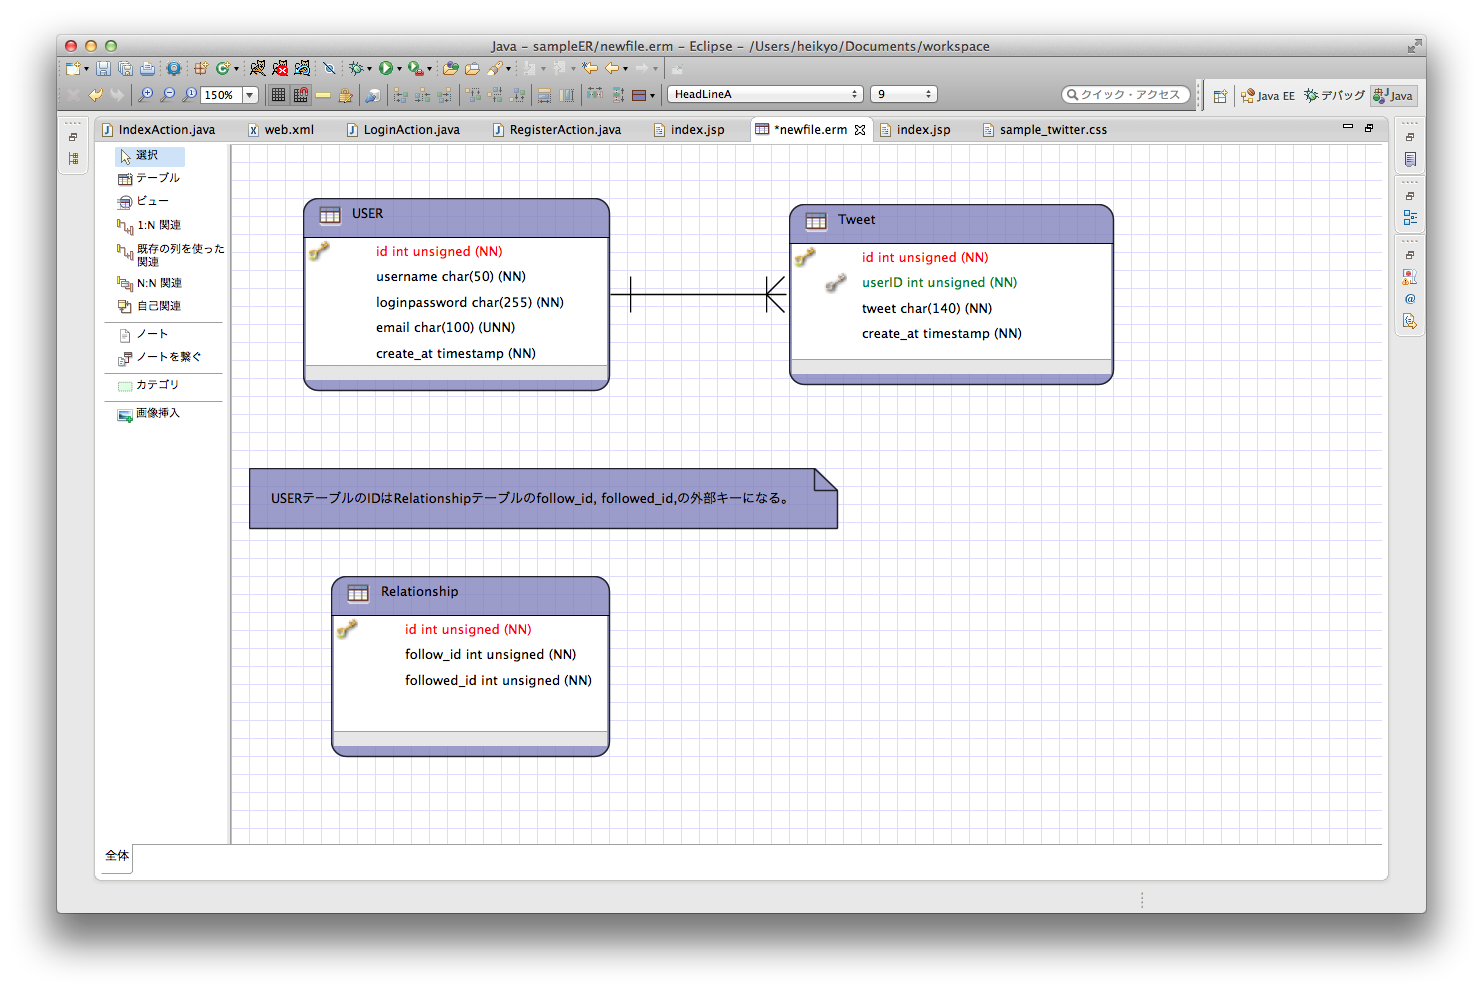 Java – sampleER/newfile.erm – Eclipse – /Users/heikyo/Documents/workspace
150%
HeadLineA
9
クイック・アクセス
Java EE
デバッグ
Java
IndexAction.java
web.xml
LoginAction.java
RegisterAction.java
index.jsp
*newfile.erm
index.jsp
sample_twitter.css
選択
テーブル
ビュー
1:N 関連
既存の列を使った
関連
N:N 関連
自己関連
ノート
ノートを繋ぐ
カテゴリ
画像挿入
USER
id int unsigned (NN)
username char(50) (NN)
loginpassword char(255) (NN)
email char(100) (UNN)
create_at timestamp (NN)
Tweet
id int unsigned (NN)
userID int unsigned (NN)
tweet char(140) (NN)
create_at timestamp (NN)
USERテーブルのIDはRelationshipテーブルのfollow_id, followed_id,の外部キーになる。
Relationship
id int unsigned (NN)
follow_id int unsigned (NN)
followed_id int unsigned (NN)
全体